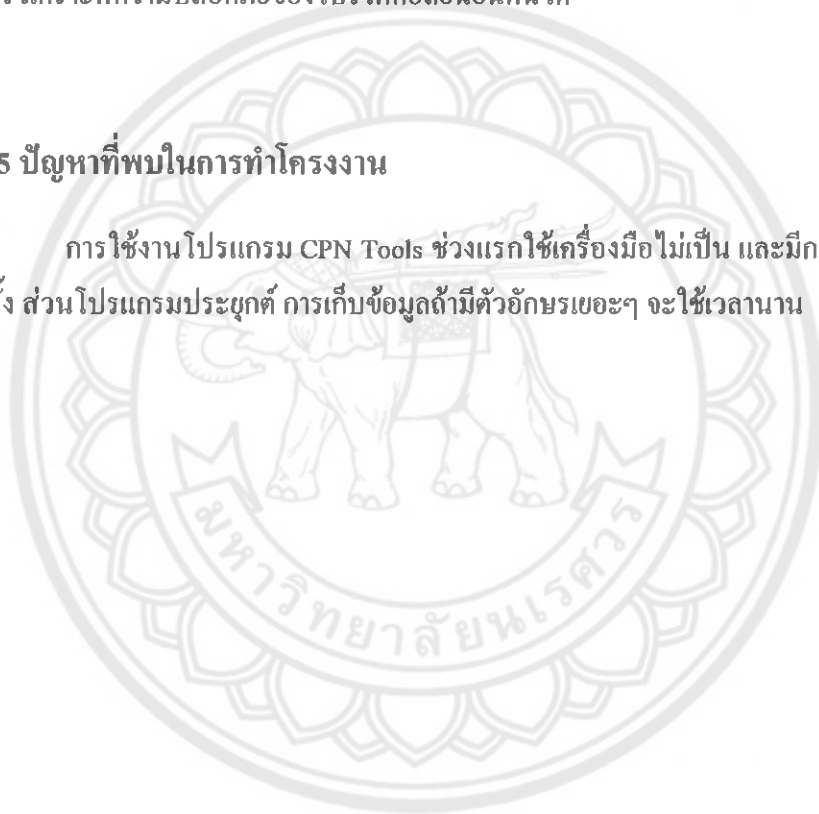 5 ปัญหาที่พบในการทำโครงงาน
การใช้งานโปรแกรม CPN Tools ช่วงแรกใช้เครื่องมือไม่เป็น และมีก
ั้ง ส่วนโปรแกรมประยุกต์ การเก็บข้อมูลถ้ามีตัวอักษรเยอะๆ จะใช้เวลานาน
มหาวิทยาลัยนเรศวร